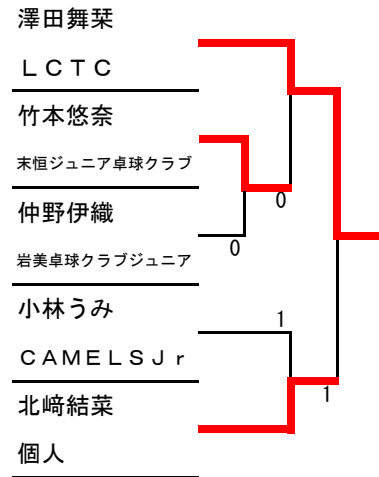 澤田舞栞
ＬＣＴＣ
竹本悠奈
末恒ジュニア卓球クラブ
0
仲野伊織
0
岩美卓球クラブジュニア
小林うみ
1
ＣＡＭＥＬＳＪｒ
1
北﨑結菜
個人